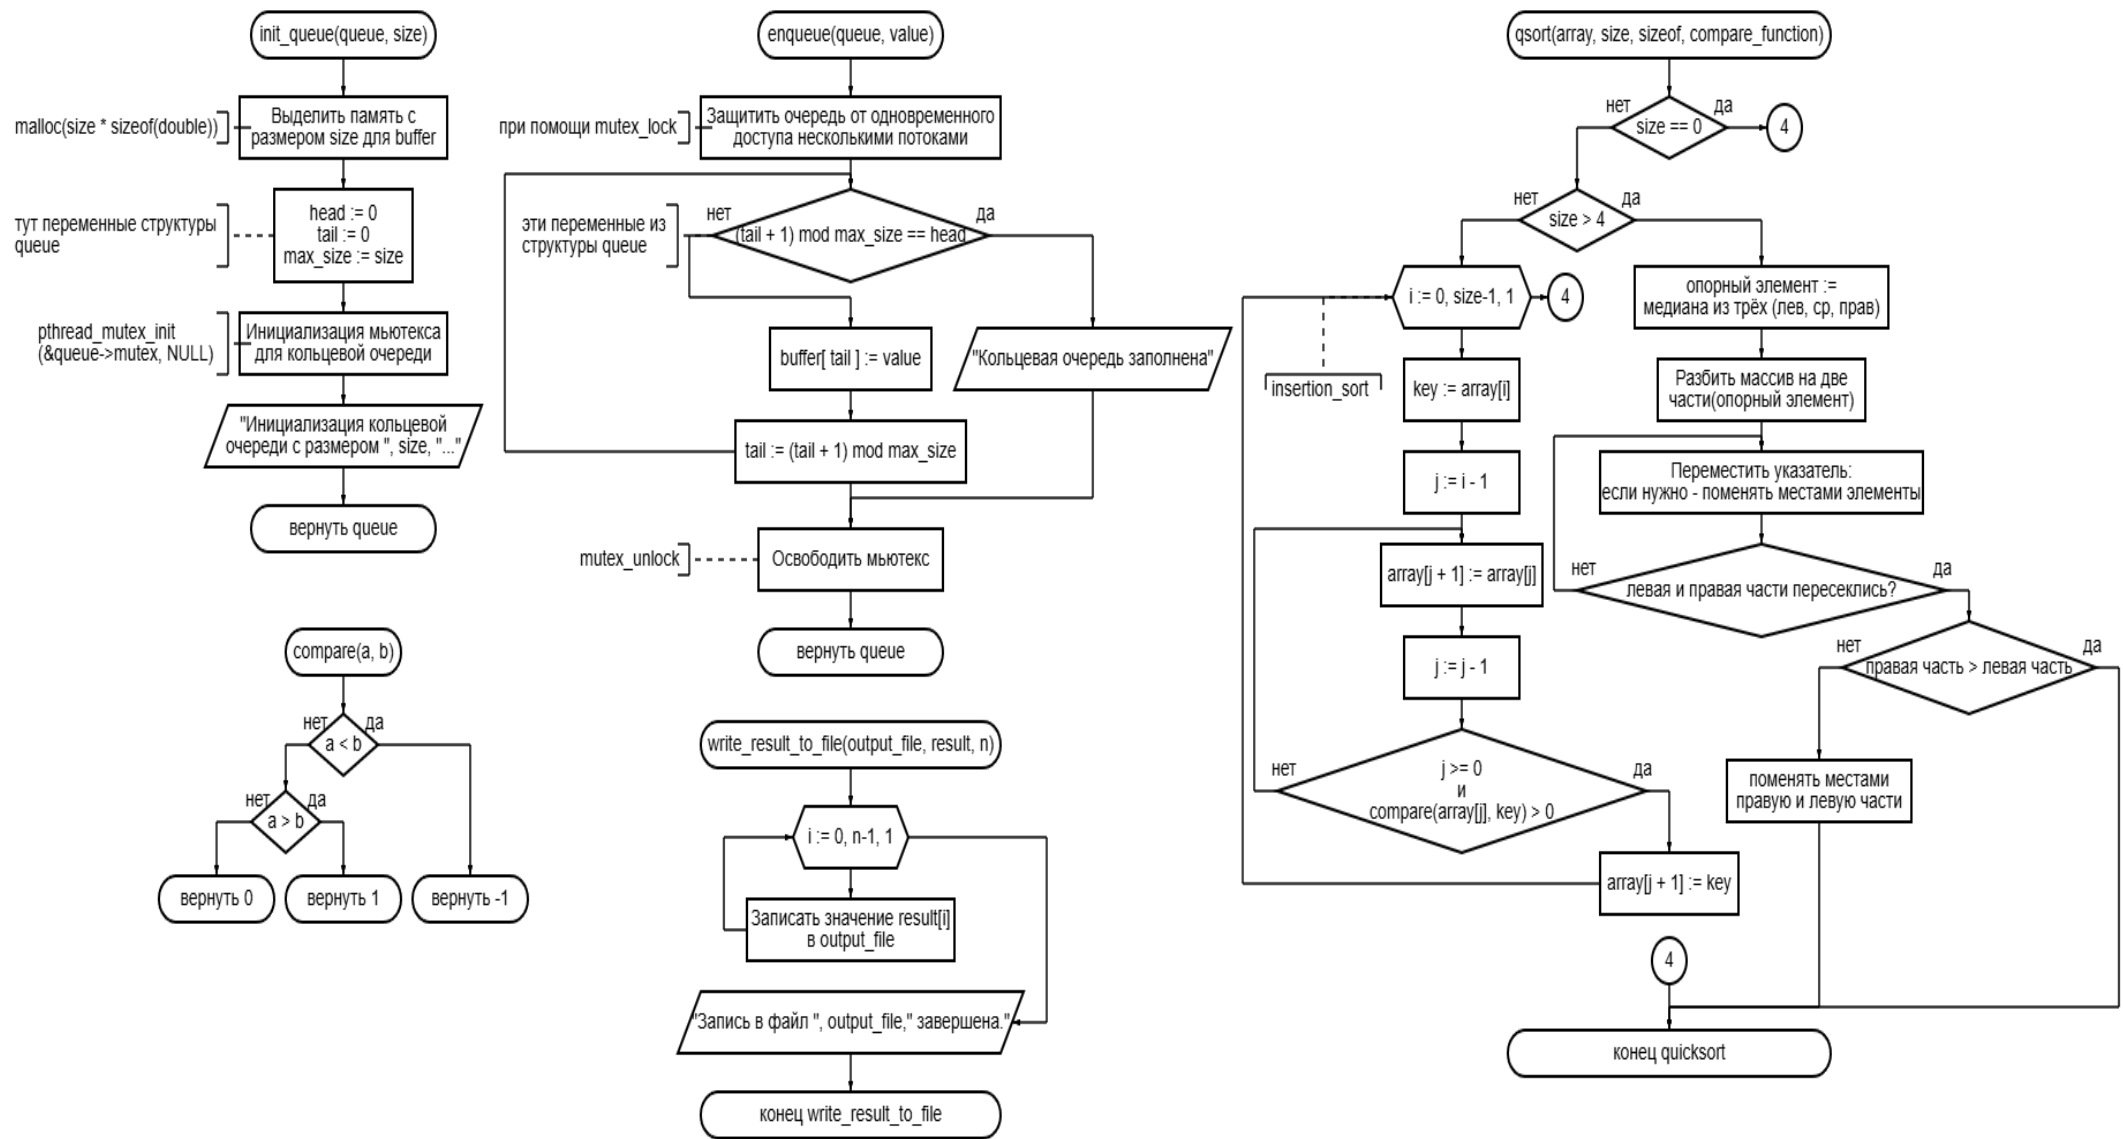 init_queue(queue, size)
malloc(size * sizeof(double))
Выделить память с
размером size для buffer
тут переменные структуры
queue
head := 0
tail := 0
max_size := size
pthread_mutex_init
(&queue->mutex, NULL)
Инициализация мьютекса
для кольцевой очереди
"Инициализация кольцевой
очереди с размером ", size, "..."
вернуть queue
compare(a, b)
нет
да
a < b
нет
да
a > b
вернуть 0
вернуть 1
вернуть -1
enqueue(queue, value)
при помощи mutex_lock
Защитить очередь от одновременного
доступа несколькими потоками
эти переменные из
структуры queue
нет
да
(tail + 1) mod max_size == head
buffer[ tail ] := value
"Кольцевая очередь заполнена"
tail := (tail + 1) mod max_size
mutex_unlock
Освободить мьютекс
вернуть queue
write_result_to_file(output_file, result, n)
i := 0, n-1, 1
Записать значение result[i]
в output_file
"Запись в файл ", output_file," завершена."
конец write_result_to_file
qsort(array, size, sizeof, compare_function)
нет
да
size == 0
4
нет
да
size > 4
i := 0, size-1, 1
4
insertion_sort
key := array[i]
j := i - 1
array[j + 1] := array[j]
j := j - 1
нет
да
j >= 0
и
compare(array[j], key) > 0
array[j + 1] := key
опорный элемент :=
медиана из трёх (лев, ср, прав)
Разбить массив на две
части(опорный элемент)
Переместить указатель:
если нужно - поменять местами элементы
нет
да
левая и правая части пересеклись?
нет
да
правая часть > левая часть
поменять местами
правую и левую части
4
конец quicksort